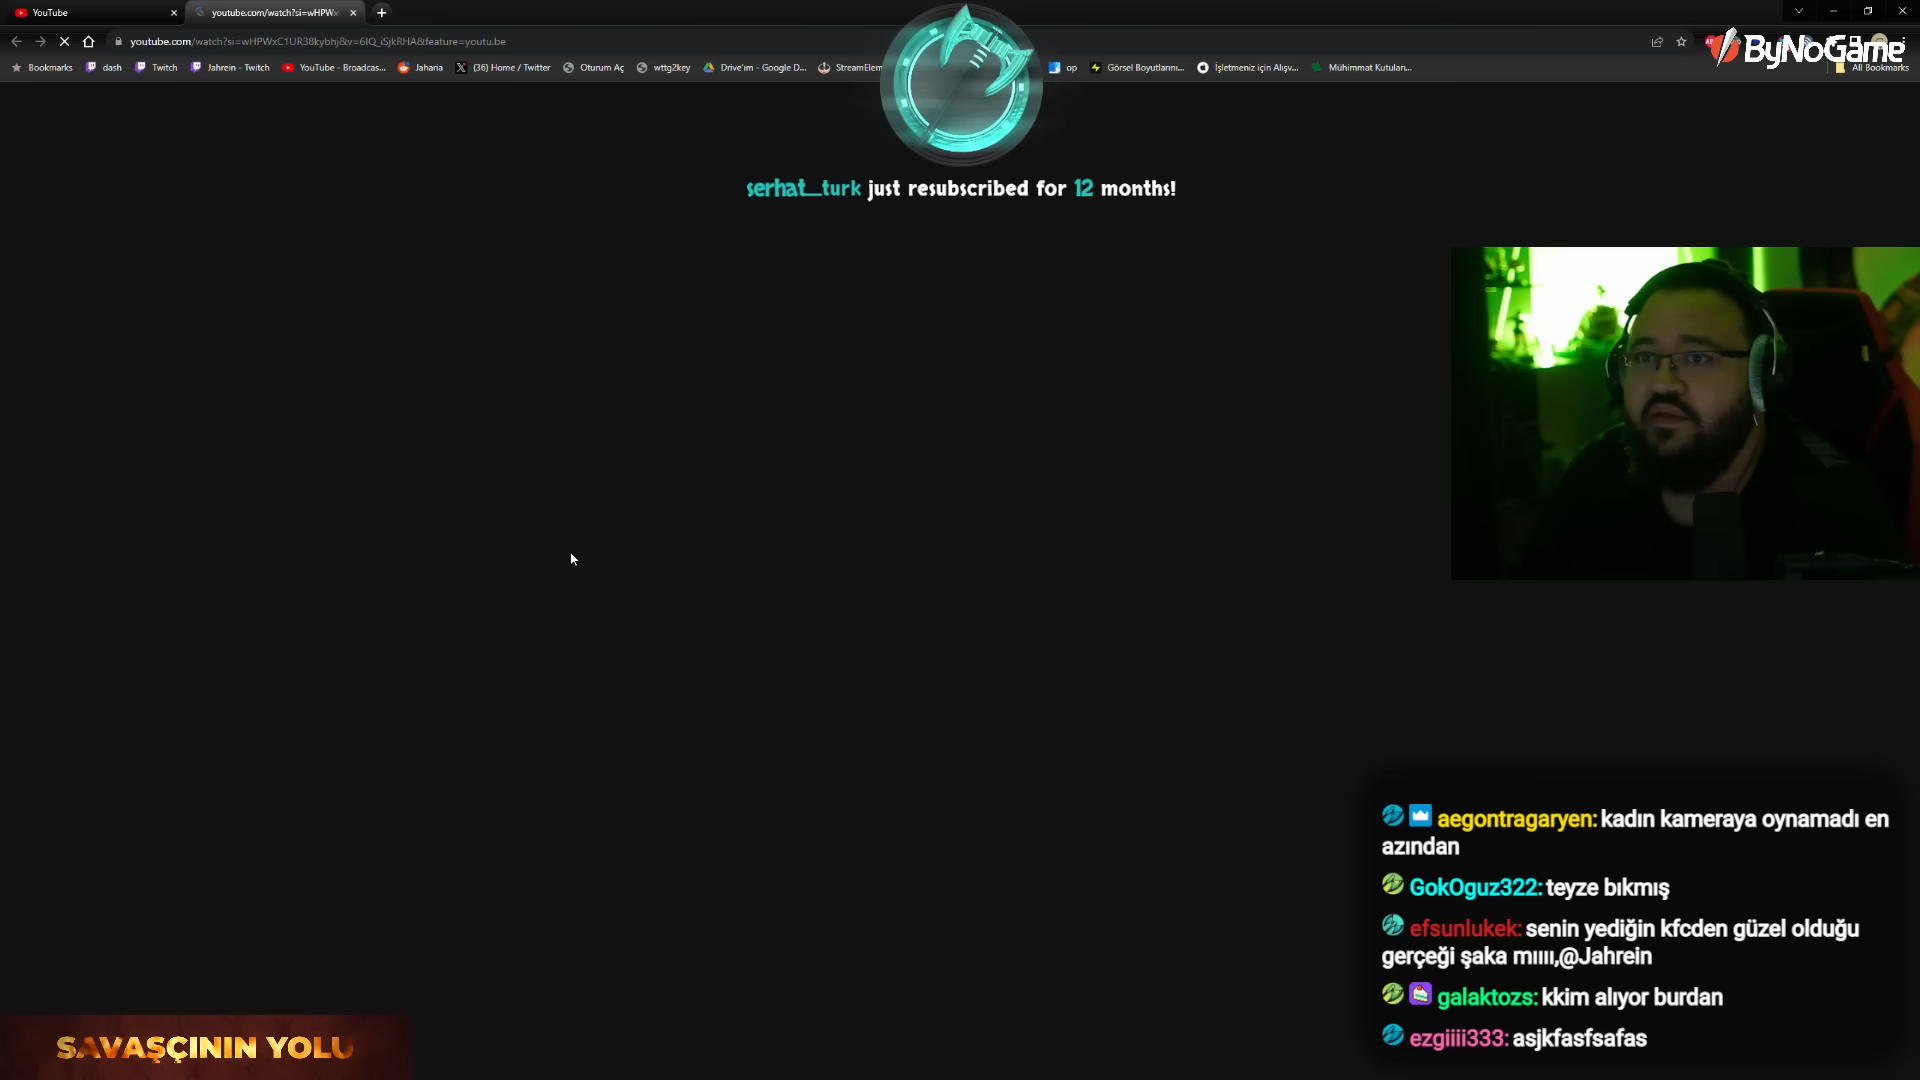 YouTube
youtube.com/watch?si=wHPWx
youtube.com/watch?si=wHPWxC1UR38kybhj&v=6IQ_iSjkRHA&feature=youtu.be
Bookmarks
dash
Twitch
Jahrein - Twitch
YouTube - Broadcas...
Jaharia
(36) Home / Twitter
Oturum Aç
wttg2key
Drive'ım - Google D...
StreamElem
op
Görsel Boyutlarını...
İşletmeniz için Alışv...
Mühimmat Kutuları...
All Bookmarks
ByNoGame
serhat_turk just resubscribed for 12 months!
aegontragaryen: kadın kameraya oynamadı en
azından
GokOguz322: teyze bıkmış
efsunlukek: senin yediğin kfcden güzel olduğu
gerçeği şaka mıııı,@Jahrein
galaktozs: kkim alıyor burdan
ezgiiii333: asjkfasfsafas
SAVAŞÇININ YOLU